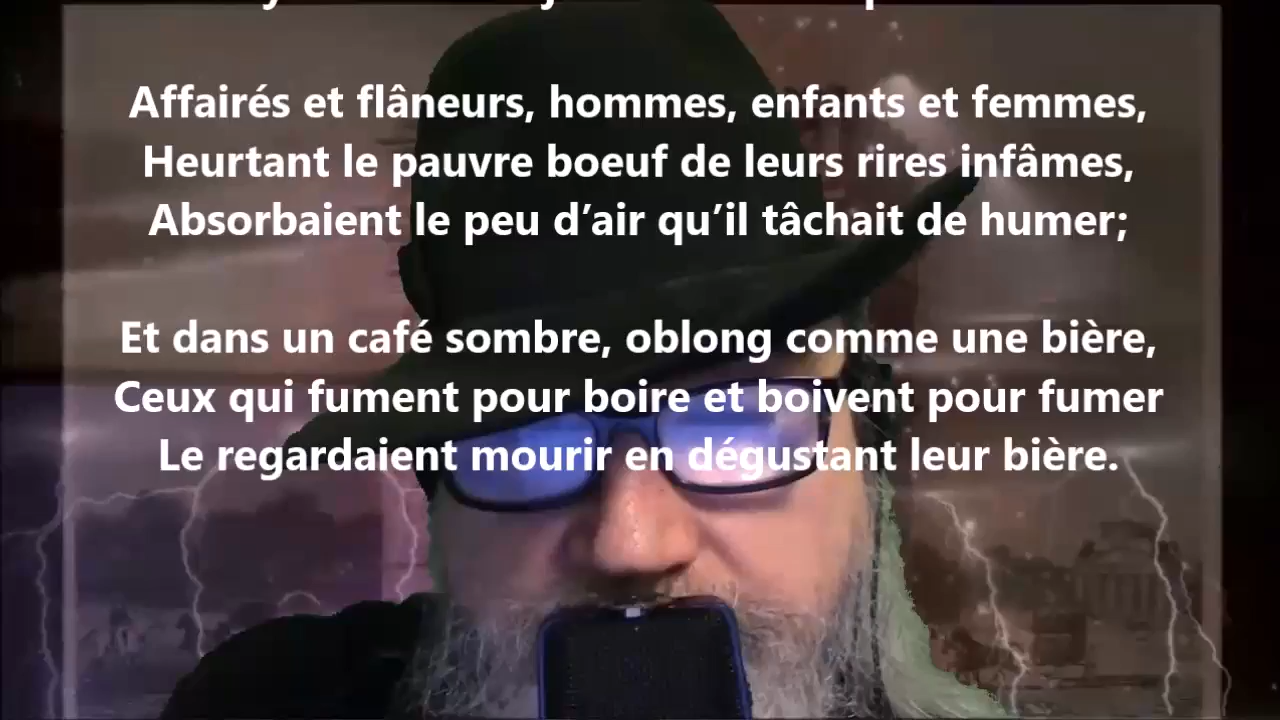 Affairés et flâneurs, hommes, enfants et femmes,
Heurtant le pauvre boeuf de leurs rires infâmes,
Absorbaient le peu d’air qu’il tâchait de humer;
Et dans un café sombre, oblong comme une bière,
Ceux qui fument pour boire et boivent pour fumer
Le regardaient mourir en dégustant leur bière.